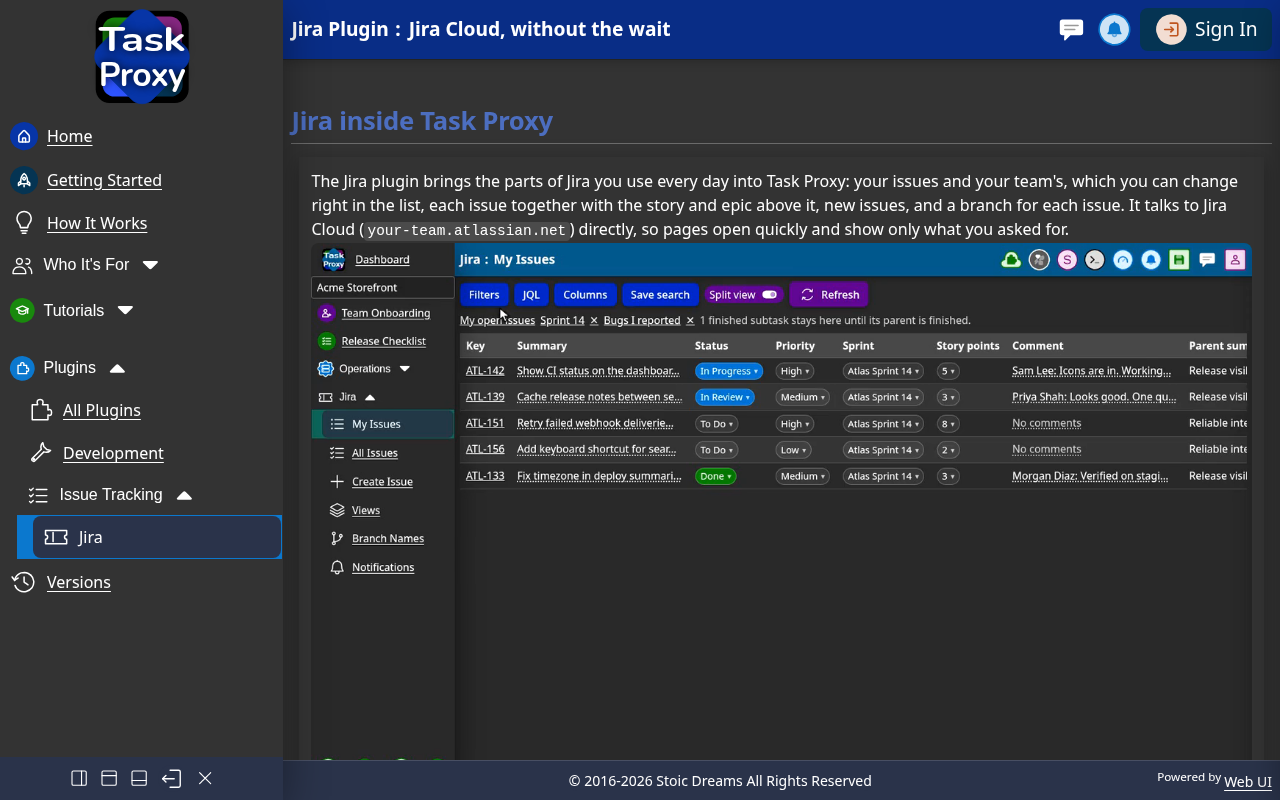 Task Proxy
Home
Getting Started
How It Works
Who It's For
Tutorials
Plugins
All Plugins
Development
Issue Tracking
Jira
Versions
Jira Plugin : Jira Cloud, without the wait
Sign In
Jira inside Task Proxy
The Jira plugin brings the parts of Jira you use every day into Task Proxy: your issues and your team's, which you can change
right in the list, each issue together with the story and epic above it, new issues, and a branch for each issue. It talks to Jira
Cloud (your-team.atlassian.net) directly, so pages open quickly and show only what you asked for.
Task Proxy
Dashboard
Acme Storefront
Team Onboarding
Release Checklist
Operations
Jira
My Issues
All Issues
Create Issue
Views
Branch Names
Notifications
Jira : My Issues
S
Filters JQL Columns Save search Split view Refresh
My open issues Sprint 14 × Bugs I reported × 1 finished subtask stays here until its parent is finished.
Key Summary Status Priority Sprint Story points Comment Parent sum
ATL-142 Show CI status on the dashboar... In Progress High Atlas Sprint 14 5 Sam Lee: Icons are in. Working... Release visil
ATL-139 Cache release notes between se... In Review Medium Atlas Sprint 14 3 Priya Shah: Looks good. One qu... Release visil
ATL-151 Retry failed webhook deliverie... To Do High Atlas Sprint 14 8 No comments Reliable inte
ATL-156 Add keyboard shortcut for sear... To Do Low Atlas Sprint 14 2 No comments Reliable inte
ATL-133 Fix timezone in deploy summari... Done Medium Atlas Sprint 14 3 Morgan Diaz: Verified on stagi... Release visil
© 2016-2026 Stoic Dreams All Rights Reserved
Powered by Web UI